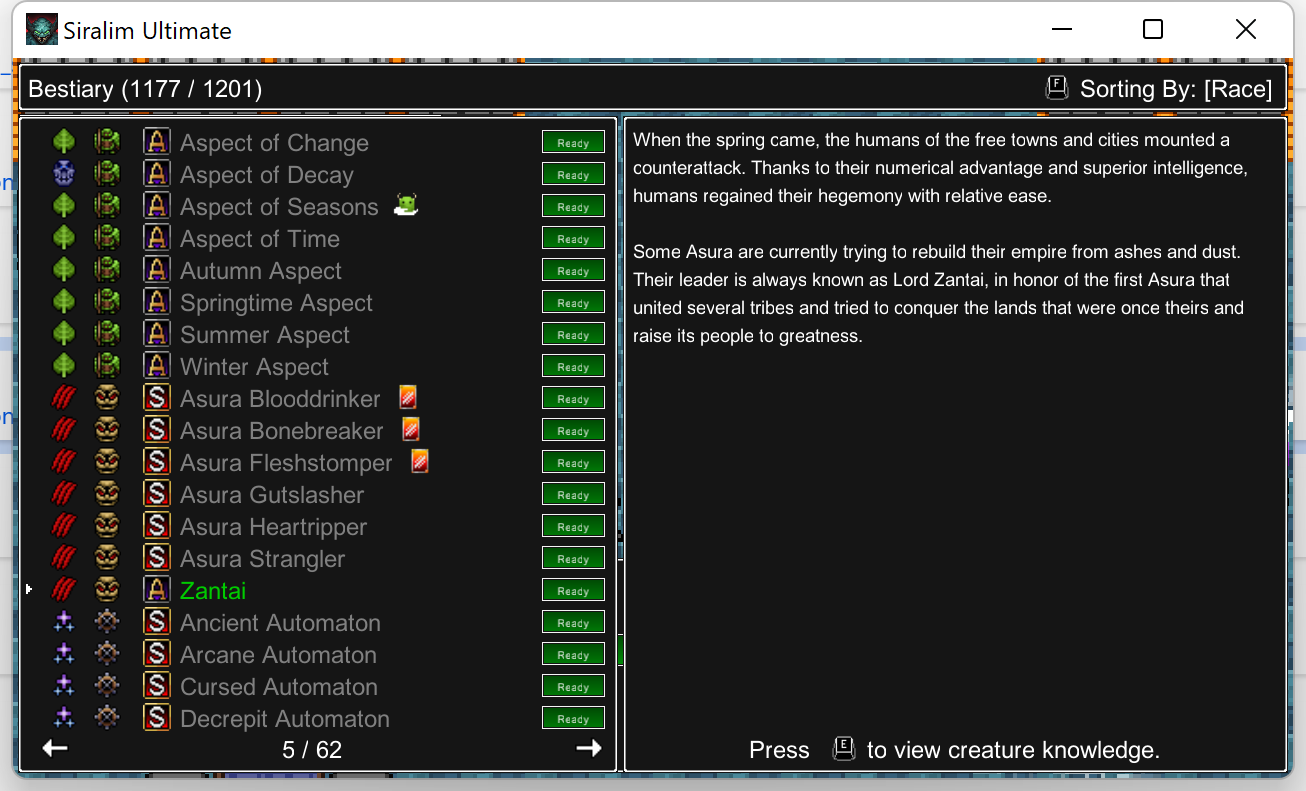 Siralim Ultimate
Bestiary (1177 / 1201)
F Sorting By: [Race]
A Aspect of Change Ready
A Aspect of Decay Ready
A Aspect of Seasons Ready
A Aspect of Time Ready
A Autumn Aspect Ready
A Springtime Aspect Ready
A Summer Aspect Ready
A Winter Aspect Ready
S Asura Blooddrinker Ready
S Asura Bonebreaker Ready
S Asura Fleshstomper Ready
S Asura Gutslasher Ready
S Asura Heartripper Ready
S Asura Strangler Ready
A Zantai Ready
S Ancient Automaton Ready
S Arcane Automaton Ready
S Cursed Automaton Ready
S Decrepit Automaton Ready
5 / 62
When the spring came, the humans of the free towns and cities mounted a
counterattack. Thanks to their numerical advantage and superior intelligence,
humans regained their hegemony with relative ease.
Some Asura are currently trying to rebuild their empire from ashes and dust.
Their leader is always known as Lord Zantai, in honor of the first Asura that
united several tribes and tried to conquer the lands that were once theirs and
raise its people to greatness.
Press E to view creature knowledge.